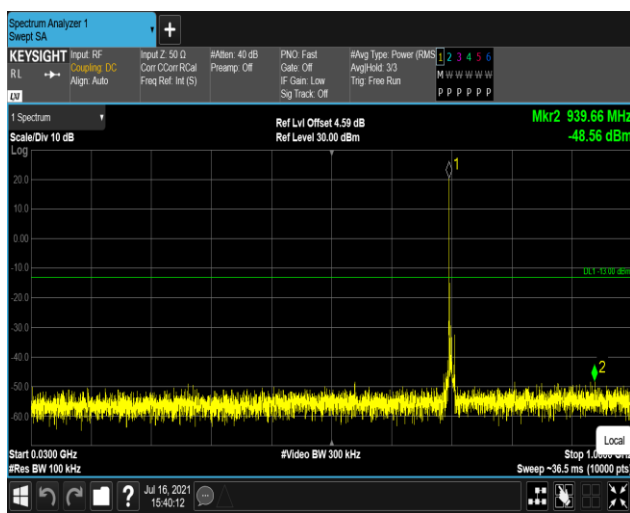 Spectrum Analyzer 1
Swept SA
+
KEYSIGHT Input: RF Input Z: 50 Ω #Atten: 40 dB PNO: Fast #Avg Type: Power (RMS 1 2 3 4 5 6
RL Coupling: DC Corr CCorr RCal Preamp: Off Gate: Off Avg|Hold: 3/3 M W W W W W
Align: Auto Freq Ref: Int (S) IF Gain: Low Trig: Free Run
LXI Sig Track: Off P P P P P P
1 Spectrum Ref Lvl Offset 4.59 dB Mkr2 939.66 MHz
Scale/Div 10 dB Ref Level 30.00 dBm -48.56 dBm
Log
1
20.0
10.0
0.00
-10.0
DL1 -13.00 dBm
-20.0
-30.0
-40.0
2
-50.0
-60.0
Local
Start 0.0300 GHz #Video BW 300 kHz Stop
#Res BW 100 kHz Sweep ~36.5 ms (10000 pts)
? Jul 16, 2021
15:40:12